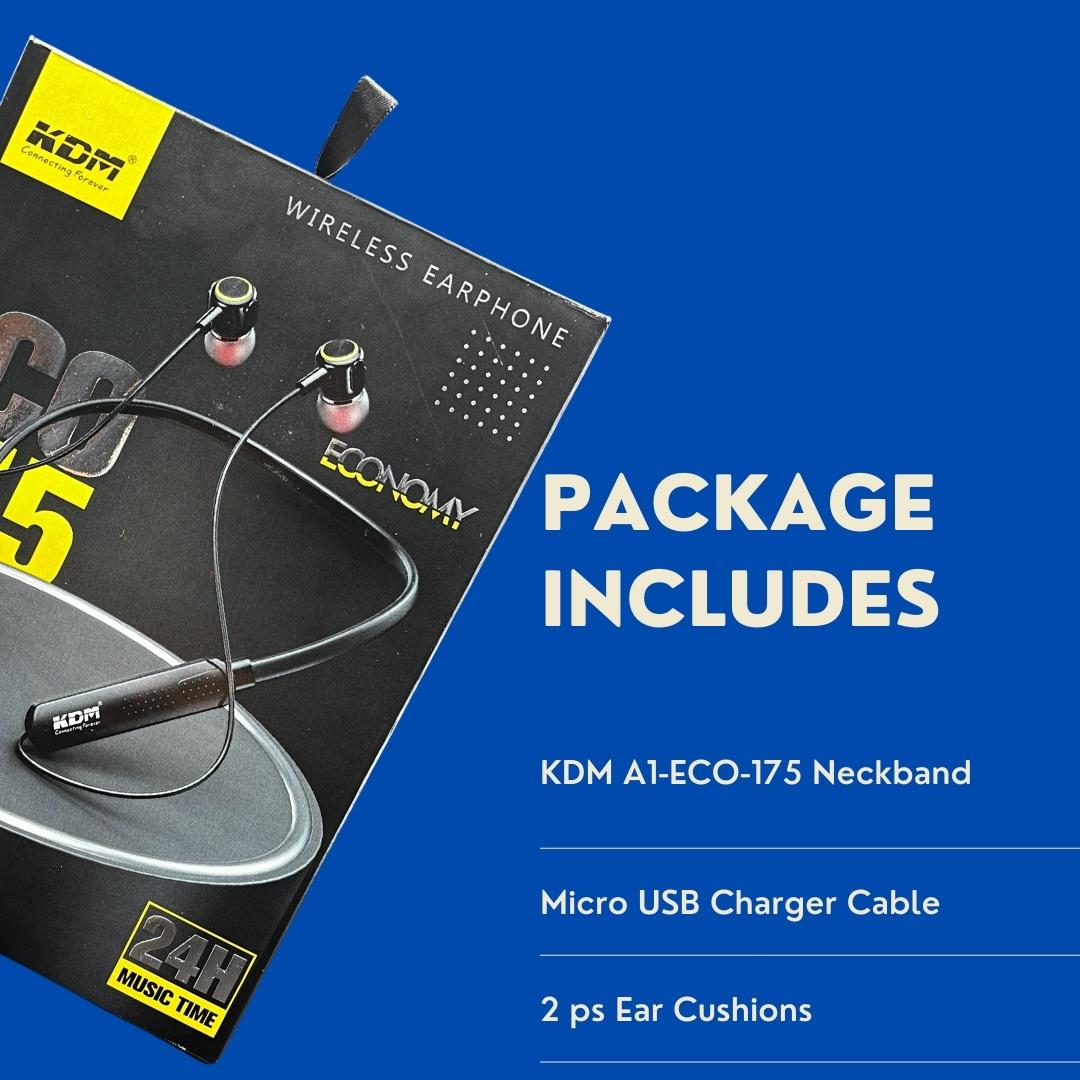 KDM®
Connecting Forever
WIRELESS EARPHONE
ECONOMY
KDM
Connecting Forever
24H
MUSIC TIME
PACKAGE
INCLUDES
KDM A1-ECO-175 Neckband
Micro USB Charger Cable
2 ps Ear Cushions